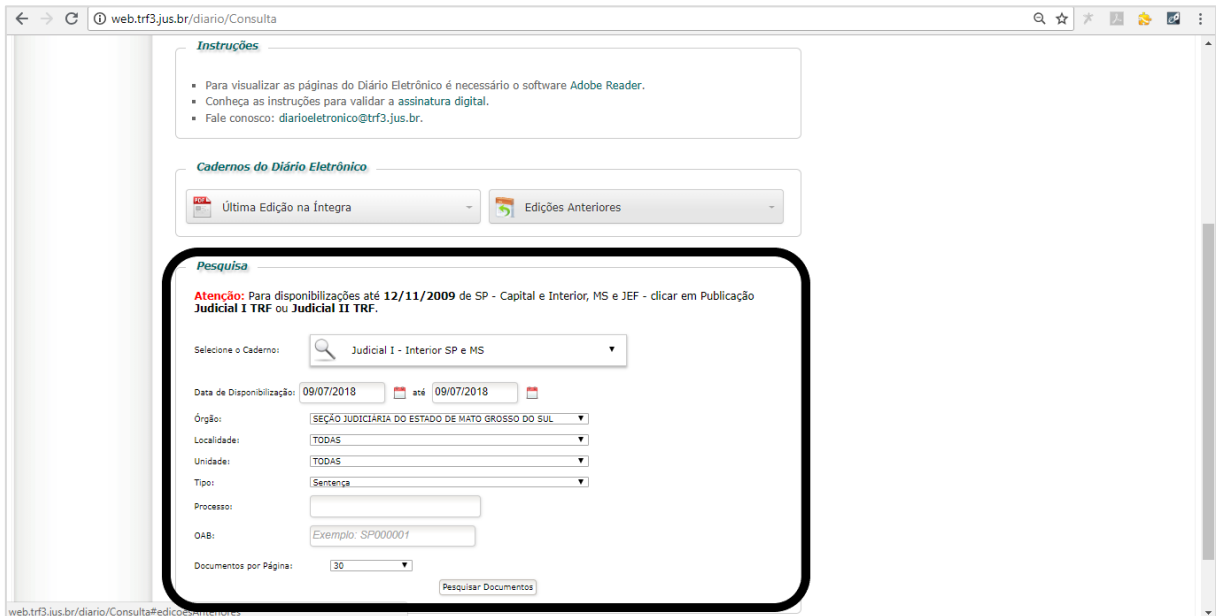 web.trf3.jus.br/diario/Consulta
Instruções
Para visualizar as páginas do Diário Eletrônico é necessário o software Adobe Reader.
Conheça as instruções para validar a assinatura digital.
Fale conosco: diarioeletronico@trf3.jus.br.
Cadernos do Diário Eletrônico
Última Edição na Íntegra
Edições Anteriores
Pesquisa
Atenção: Para disponibilizações até 12/11/2009 de SP - Capital e Interior, MS e JEF - clicar em Publicação
Judicial I TRF ou Judicial II TRF.
Selecione o Caderno: Judicial I - Interior SP e MS
Data de Disponibilização: 09/07/2018 até 09/07/2018
Órgão: SEÇÃO JUDICIÁRIA DO ESTADO DE MATO GROSSO DO SUL
Localidade: TODAS
Unidade: TODAS
Tipo: Sentença
Processo:
OAB: Exemplo: SP000001
Documentos por Página: 30
Pesquisar Documentos
web.trf3.jus.br/diario/Consulta#edicoesAnteriores